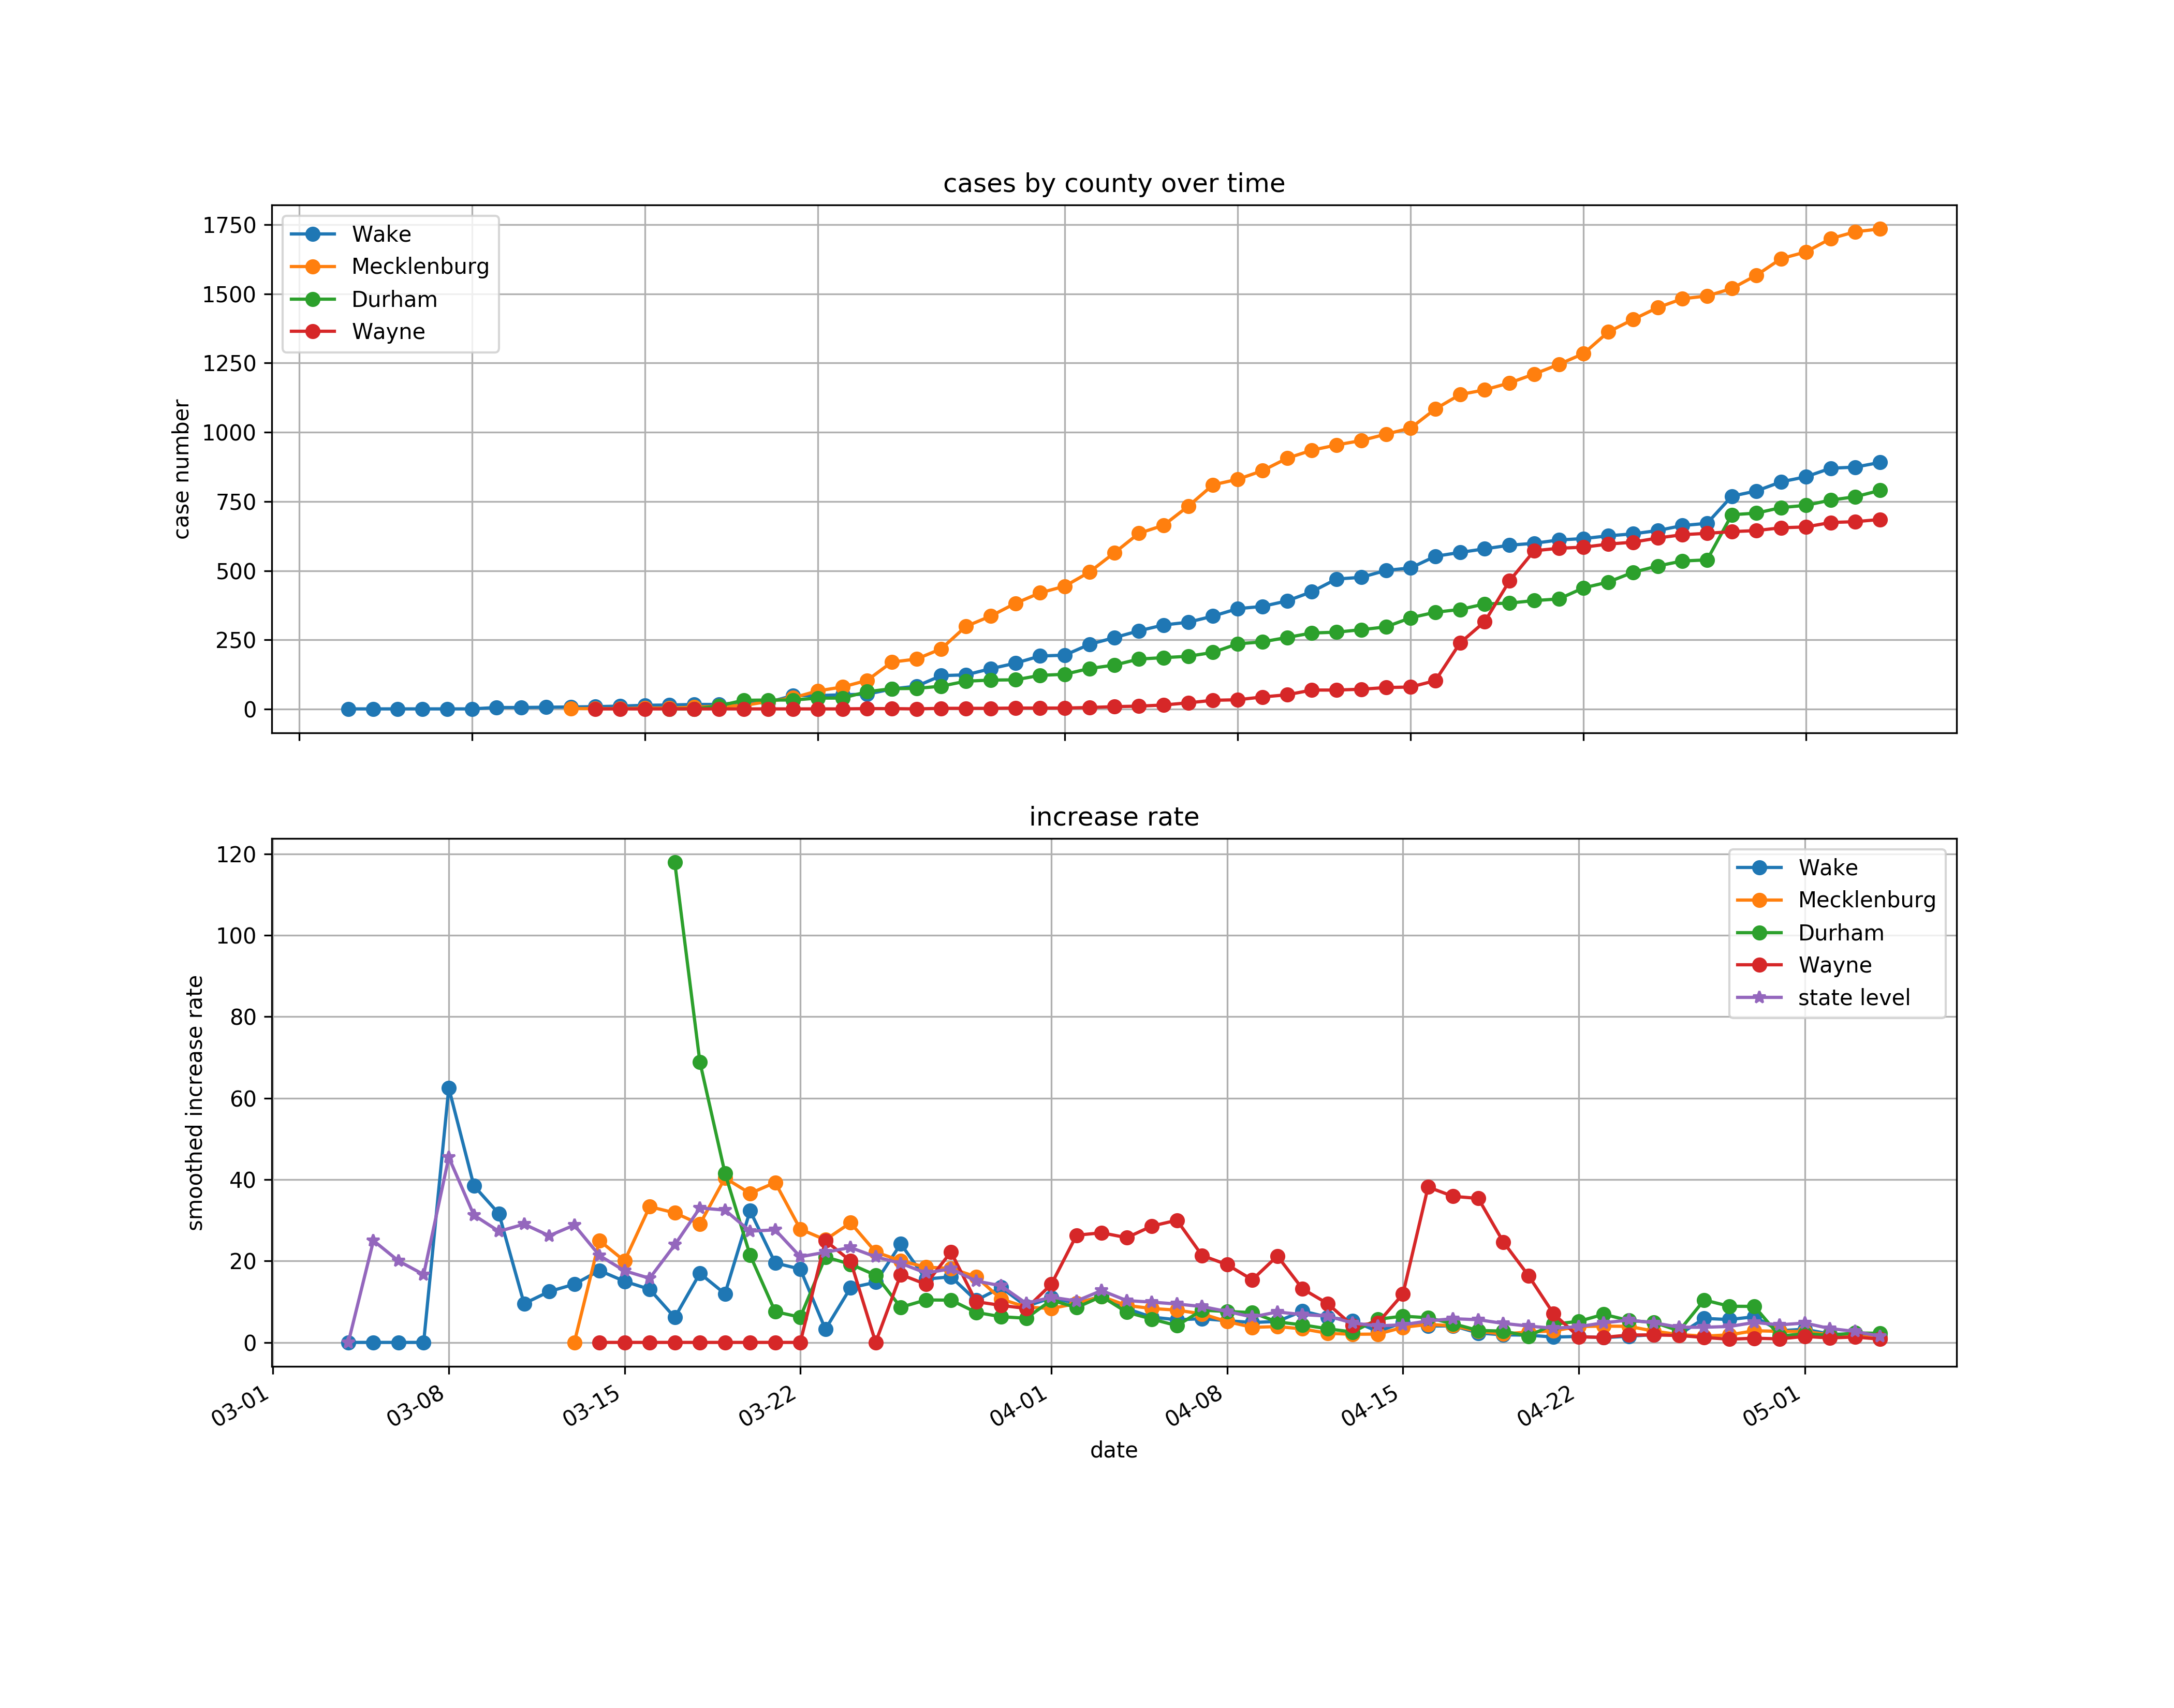 cases by county over time
1750
1500
1250
1000
750
500
250
0
case number
Wake
Mecklenburg
Durham
Wayne
increase rate
120
100
80
60
40
20
0
smoothed increase rate
Wake
Mecklenburg
Durham
Wayne
state level
03-01
03-08
03-15
03-22
04-01
04-08
04-15
04-22
05-01
date